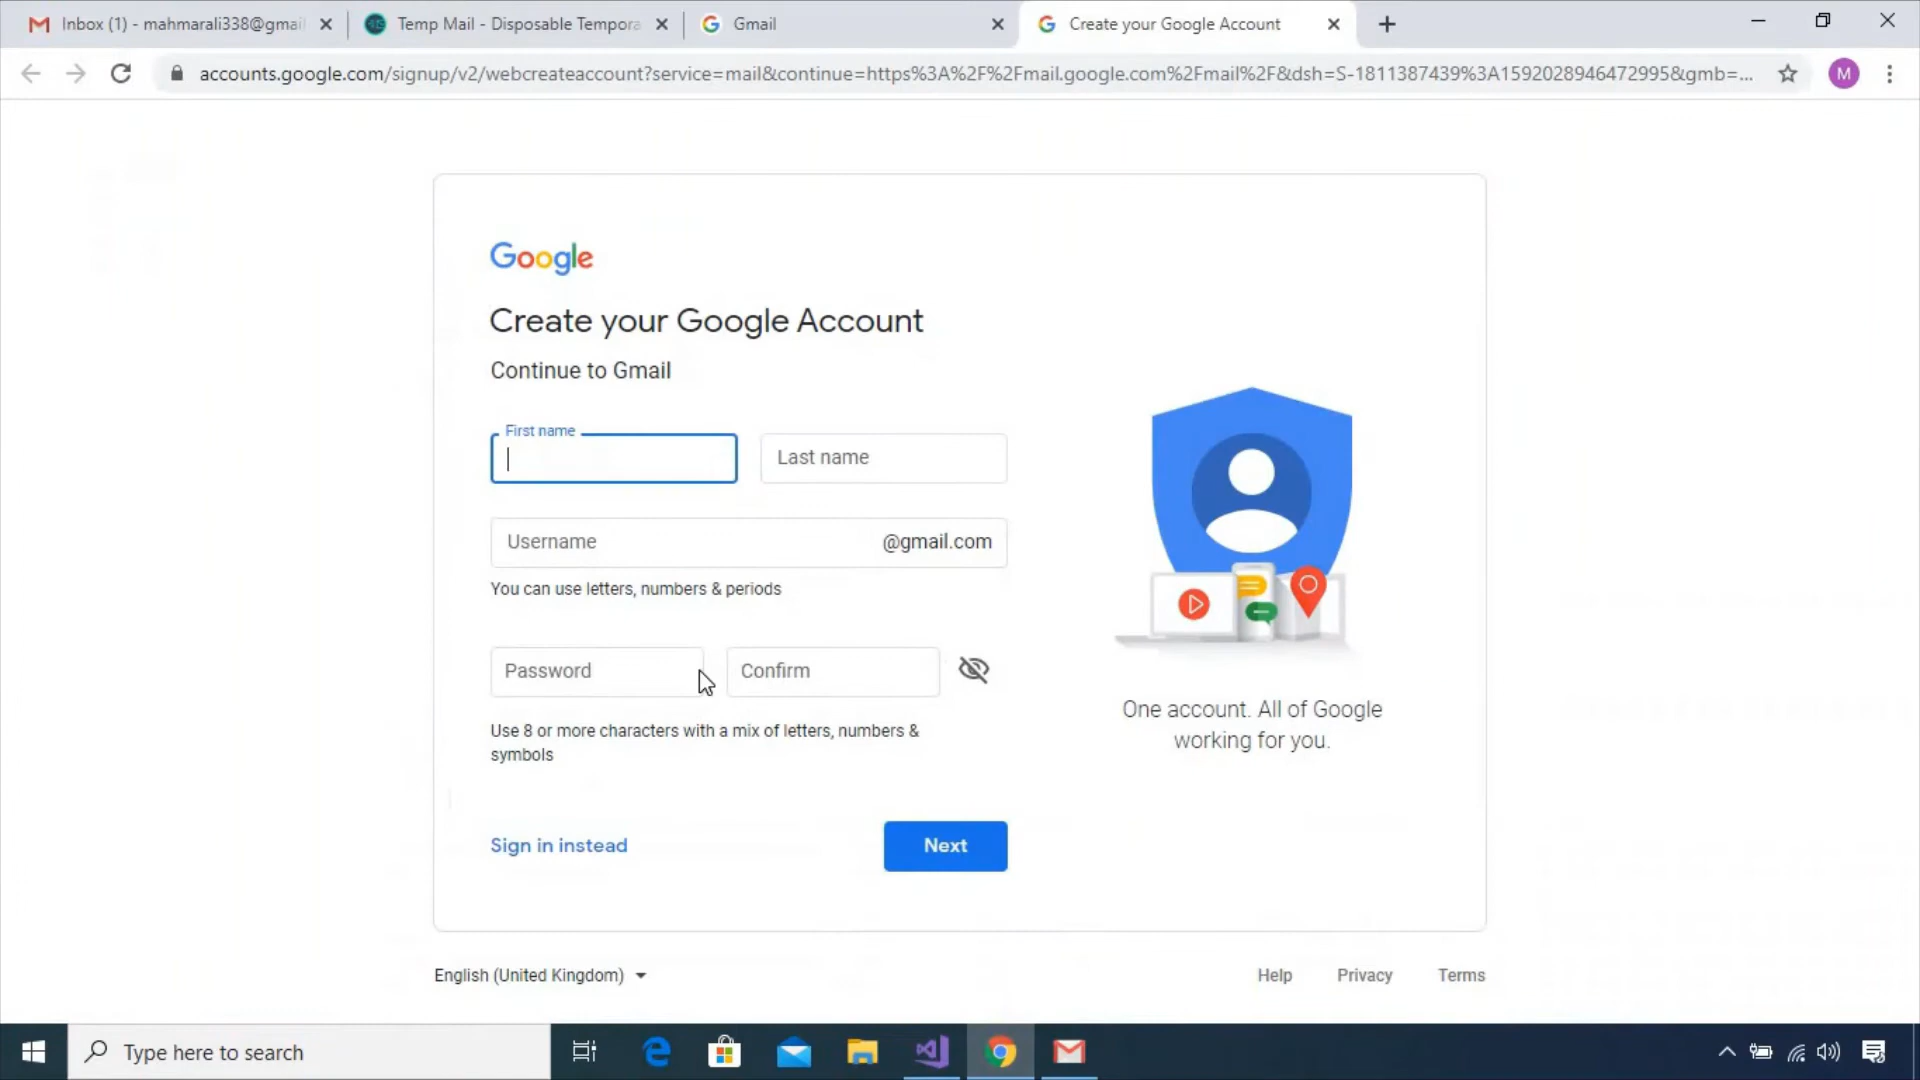 Inbox (1) - mahmarali338@gmail
Temp Mail - Disposable Tempora
Gmail
Create your Google Account
accounts.google.com/signup/v2/webcreateaccount?service=mail&continue=https%3A%2F%2Fmail.google.com%2Fmail%2F&dsh=S-1811387439%3A1592028946472995&gmb=...
M
Google
Create your Google Account
Continue to Gmail
First name
Last name
Username
@gmail.com
You can use letters, numbers & periods
Password
Confirm
Use 8 or more characters with a mix of letters, numbers &
symbols
One account. All of Google
working for you.
Sign in instead
Next
English (United Kingdom)
Help
Privacy
Terms
Type here to search